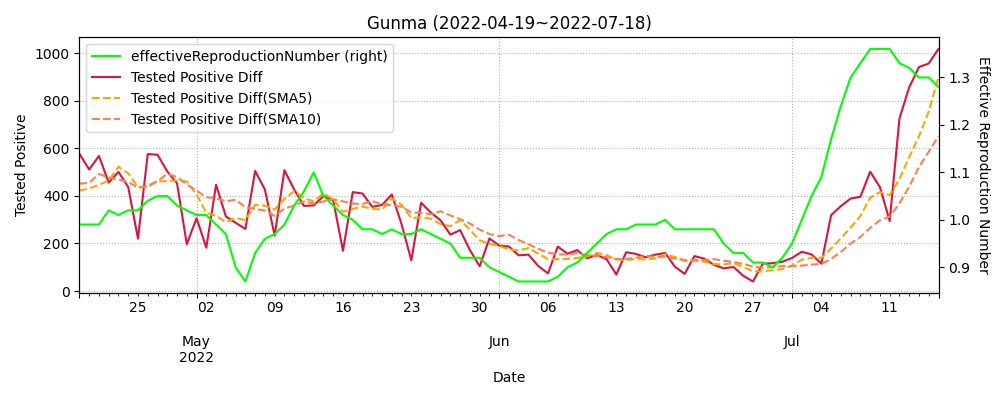 Gunma (2022-04-19~2022-07-18)
effectiveReproductionNumber (right)
Tested Positive Diff
Tested Positive Diff(SMA5)
Tested Positive Diff(SMA10)
Tested Positive
1000
800
600
400
200
0
Effective Reproduction Number
1.3
1.2
1.1
1.0
0.9
25 02 09 16 23 30 06 13 20 27 04 11
May Jun Jul
2022
Date